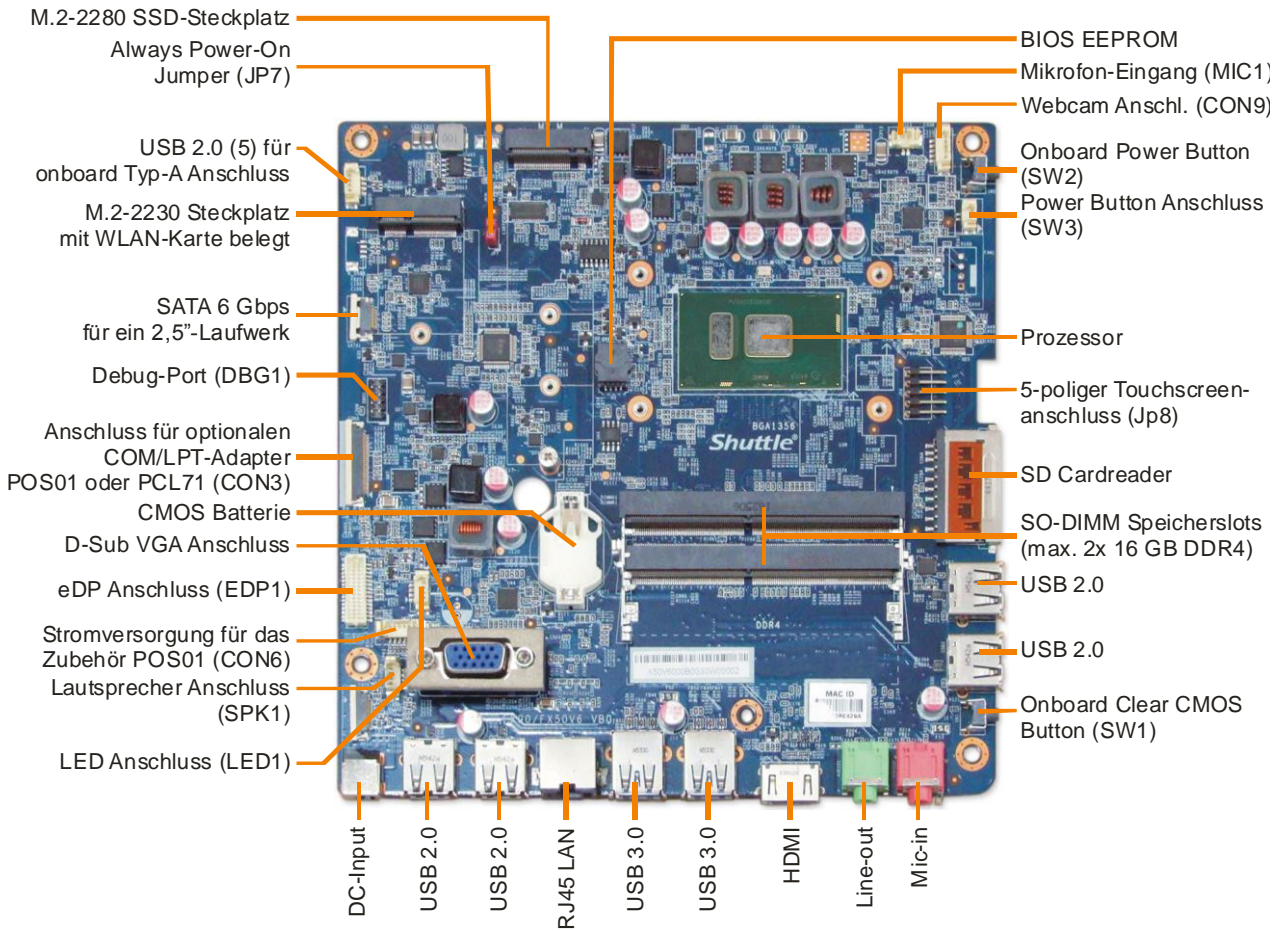 M.2-2280 SSD-Steckplatz
Always Power-On
Jumper (JP7)
USB 2.0 (5) für
onboard Typ-A Anschluss
M.2-2230 Steckplatz
mit WLAN-Karte belegt
SATA 6 Gbps
für ein 2,5”-Laufwerk
Debug-Port (DBG1)
Anschluss für optionalen
COM/LPT-Adapter
POS01 oder PCL71 (CON3)
CMOS Batterie
D-Sub VGA Anschluss
eDP Anschluss (EDP1)
Stromversorgung für das
Zubehör POS01 (CON6)
Lautsprecher Anschluss
(SPK1)
LED Anschluss (LED1)
BIOS EEPROM
Mikrofon-Eingang (MIC1)
Webcam Anschl. (CON9)
Onboard Power Button
(SW2)
Power Button Anschluss
(SW3)
Prozessor
5-poliger Touchscreen-
anschluss (Jp8)
SD Cardreader
SO-DIMM Speicherslots
(max. 2x 16 GB DDR4)
USB 2.0
USB 2.0
Onboard Clear CMOS
Button (SW1)
BGA1356
Shuttle®
DDR4
MAC ID
DC-Input
USB 2.0
USB 2.0
RJ45 LAN
USB 3.0
USB 3.0
HDMI
Line-out
Mic-in